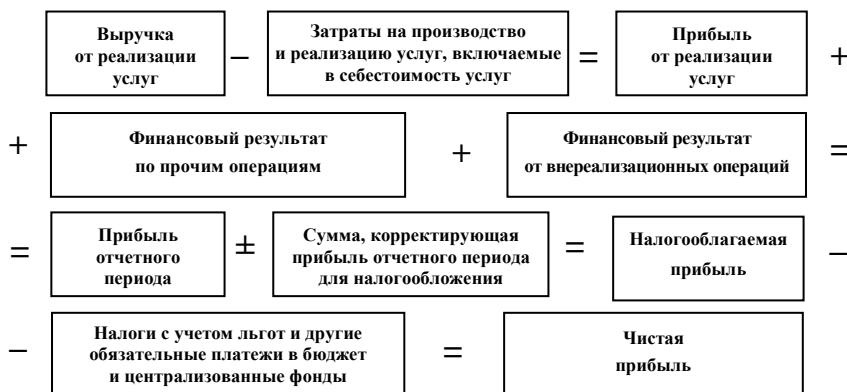 Выручка
от реализации
услуг
–
Затраты на производство
и реализацию услуг, включаемые
в себестоимость услуг
=
Прибыль
от реализации
услуг
+
+
Финансовый результат
по прочим операциям
+
Финансовый результат
от внереализационных операций
=
=
Прибыль
отчетного
периода
±
Сумма, корректирующая
прибыль отчетного периода
для налогообложения
=
Налогооблагаемая
прибыль
–
–
Налоги с учетом льгот и другие
обязательные платежи в бюджет
и централизованные фонды
=
Чистая
прибыль